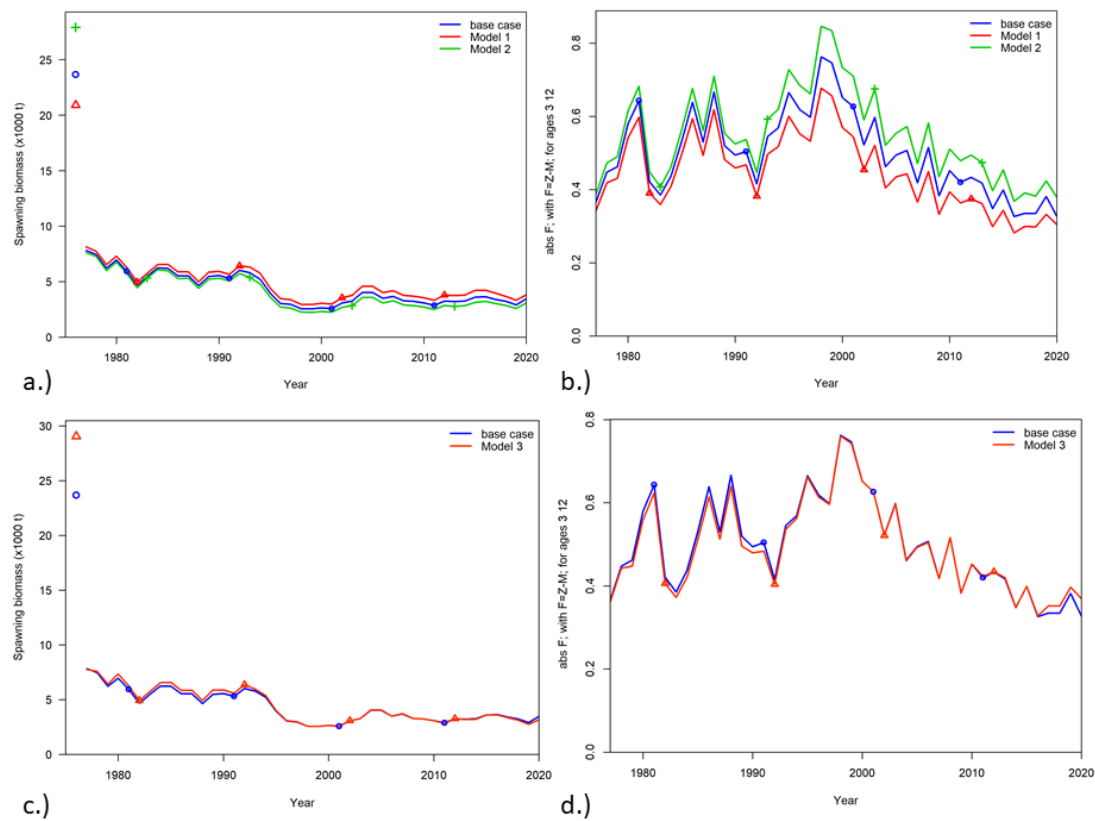 base case
Model 1
Model 2
Spawning biomass (x1000 t)
0
5
10
15
20
25
1980
1990
2000
2010
2020
Year
a.)
base case
Model 1
Model 2
abs F; with F=Z-M; for ages 3 12
0.0
0.2
0.4
0.6
0.8
1980
1990
2000
2010
2020
Year
b.)
base case
Model 3
Spawning biomass (x1000 t)
0
5
10
15
20
25
30
1980
1990
2000
2010
2020
Year
c.)
base case
Model 3
abs F; with F=Z-M; for ages 3 12
0.0
0.2
0.4
0.6
0.8
1980
1990
2000
2010
2020
Year
d.)